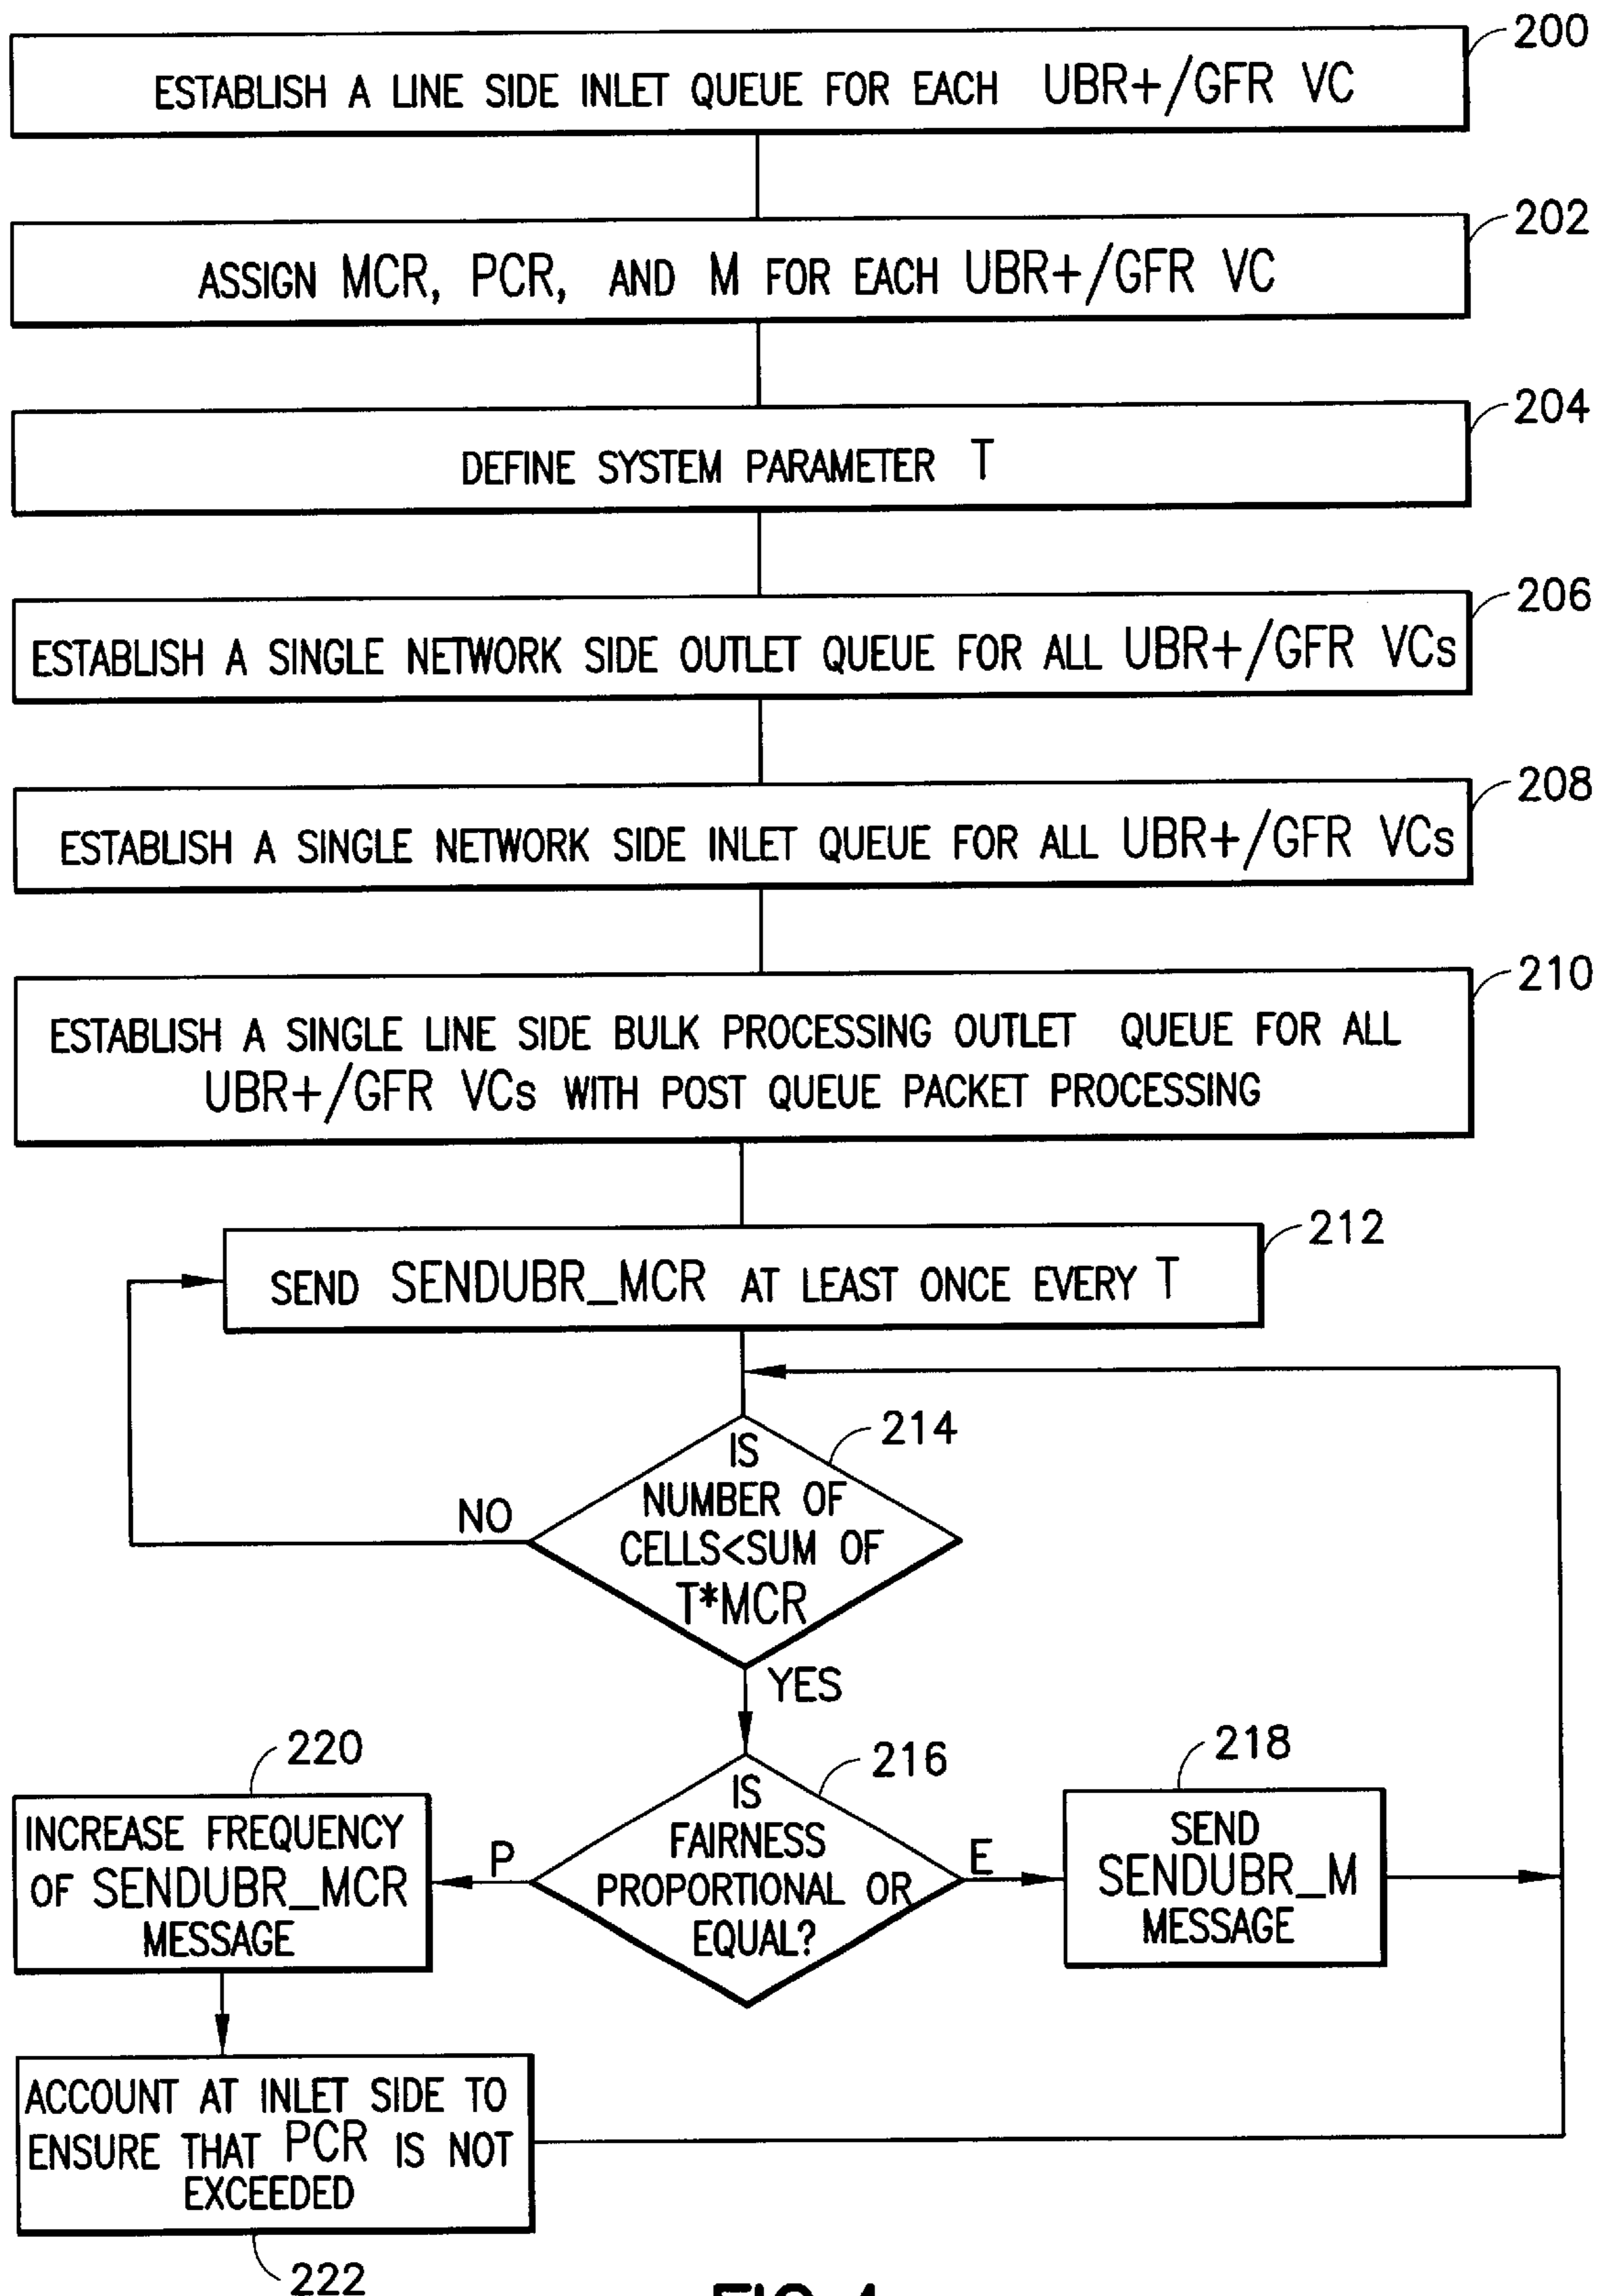 200
ESTABLISH A LINE SIDE INLET QUEUE FOR EACH UBR+/GFR VC
202
ASSIGN MCR, PCR, AND M FOR EACH UBR+/GFR VC
204
DEFINE SYSTEM PARAMETER T
206
ESTABLISH A SINGLE NETWORK SIDE OUTLET QUEUE FOR ALL UBR+/GFR VCs
208
ESTABLISH A SINGLE NETWORK SIDE INLET QUEUE FOR ALL UBR+/GFR VCs
210
ESTABLISH A SINGLE LINE SIDE BULK PROCESSING OUTLET QUEUE FOR ALL
UBR+/GFR VCs WITH POST QUEUE PACKET PROCESSING
212
SEND SENDUBR_MCR AT LEAST ONCE EVERY T
214
IS
NUMBER OF
CELLS<SUM OF
T*MCR
NO
YES
216
IS
FAIRNESS
PROPORTIONAL OR
EQUAL?
P
E
218
SEND
SENDUBR_M
MESSAGE
220
INCREASE FREQUENCY
OF SENDUBR_MCR
MESSAGE
ACCOUNT AT INLET SIDE TO
ENSURE THAT PCR IS NOT
EXCEEDED
222